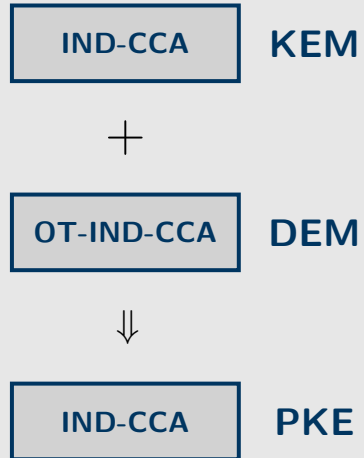 IND-CCA KEM
+
OT-IND-CCA DEM
⇓
IND-CCA PKE